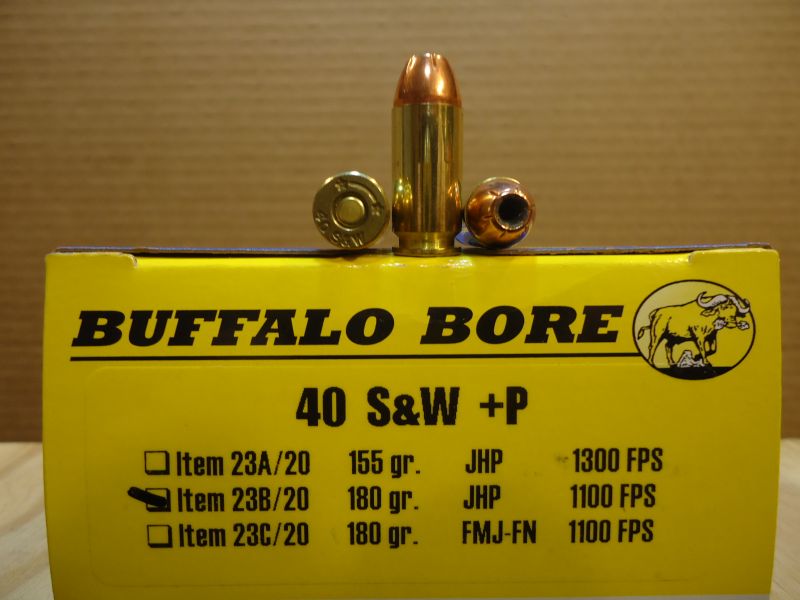 40 S&W
BUFFALO BORE
40 S&W +P
Item 23A/20 155 gr. JHP 1300 FPS
Item 23B/20 180 gr. JHP 1100 FPS
Item 23C/20 180 gr. FMJ-FN 1100 FPS